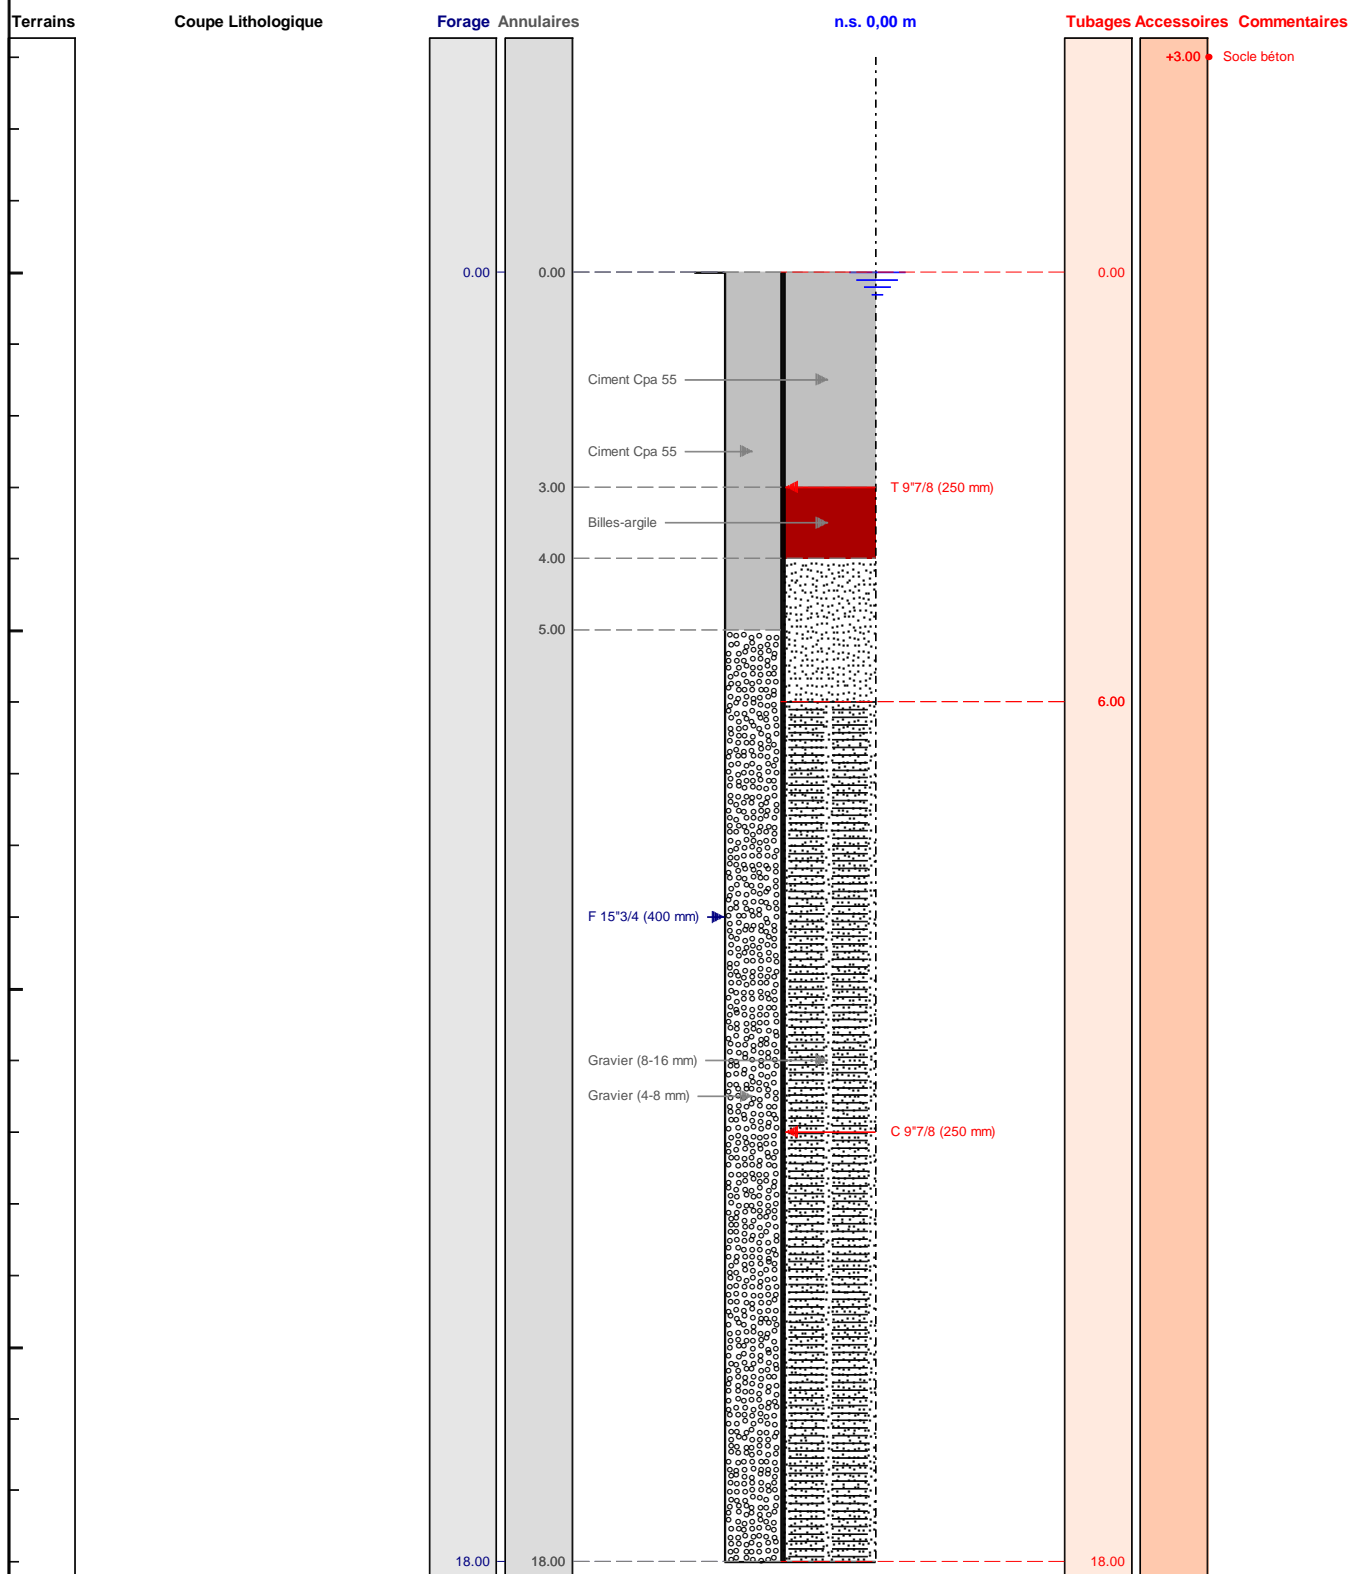 Terrains Coupe Lithologique Forage Annulaires n.s. 0,00 m Tubages Accessoires Commentaires
+3.00 Socle béton
0.00 0.00 0.00
Ciment Cpa 55
Ciment Cpa 55
3.00 T 9"7/8 (250 mm)
Billes-argile
4.00
5.00
6.00
F 15"3/4 (400 mm)
Gravier (8-16 mm)
Gravier (4-8 mm)
C 9"7/8 (250 mm)
18.00 18.00 18.00